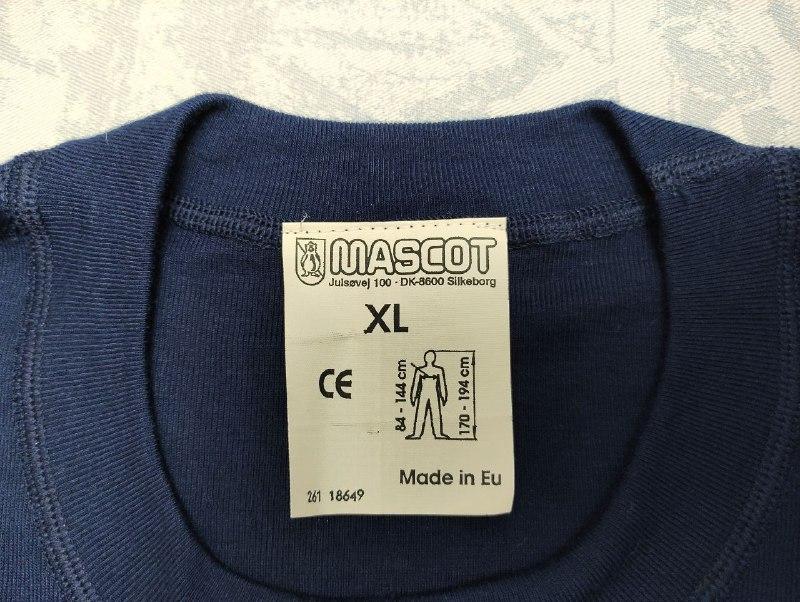 MASCOT
Julsøvej 100 - DK-8600 Silkeborg
XL
CE
84 - 144 cm
170 - 194 cm
Made in Eu
261 18649